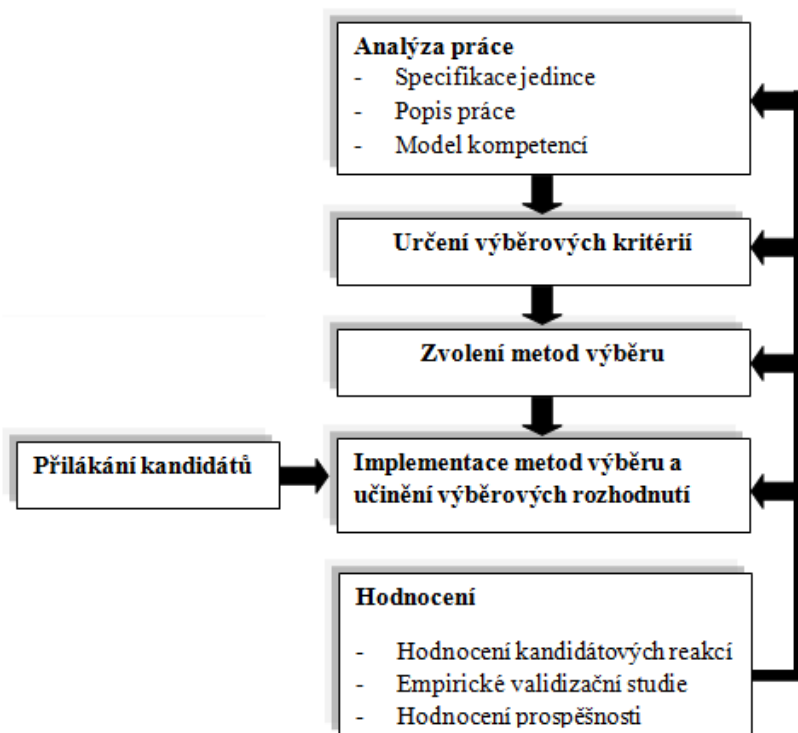 Analýza práce
- Specifikace jedince
- Popis práce
- Model kompetencí
Určení výběrových kritérií
Zvolení metod výběru
Přilákání kandidátů
Implementace metod výběru a
učinění výběrových rozhodnutí
Hodnocení
- Hodnocení kandidátových reakcí
- Empirické validizační studie
- Hodnocení prospěšnosti